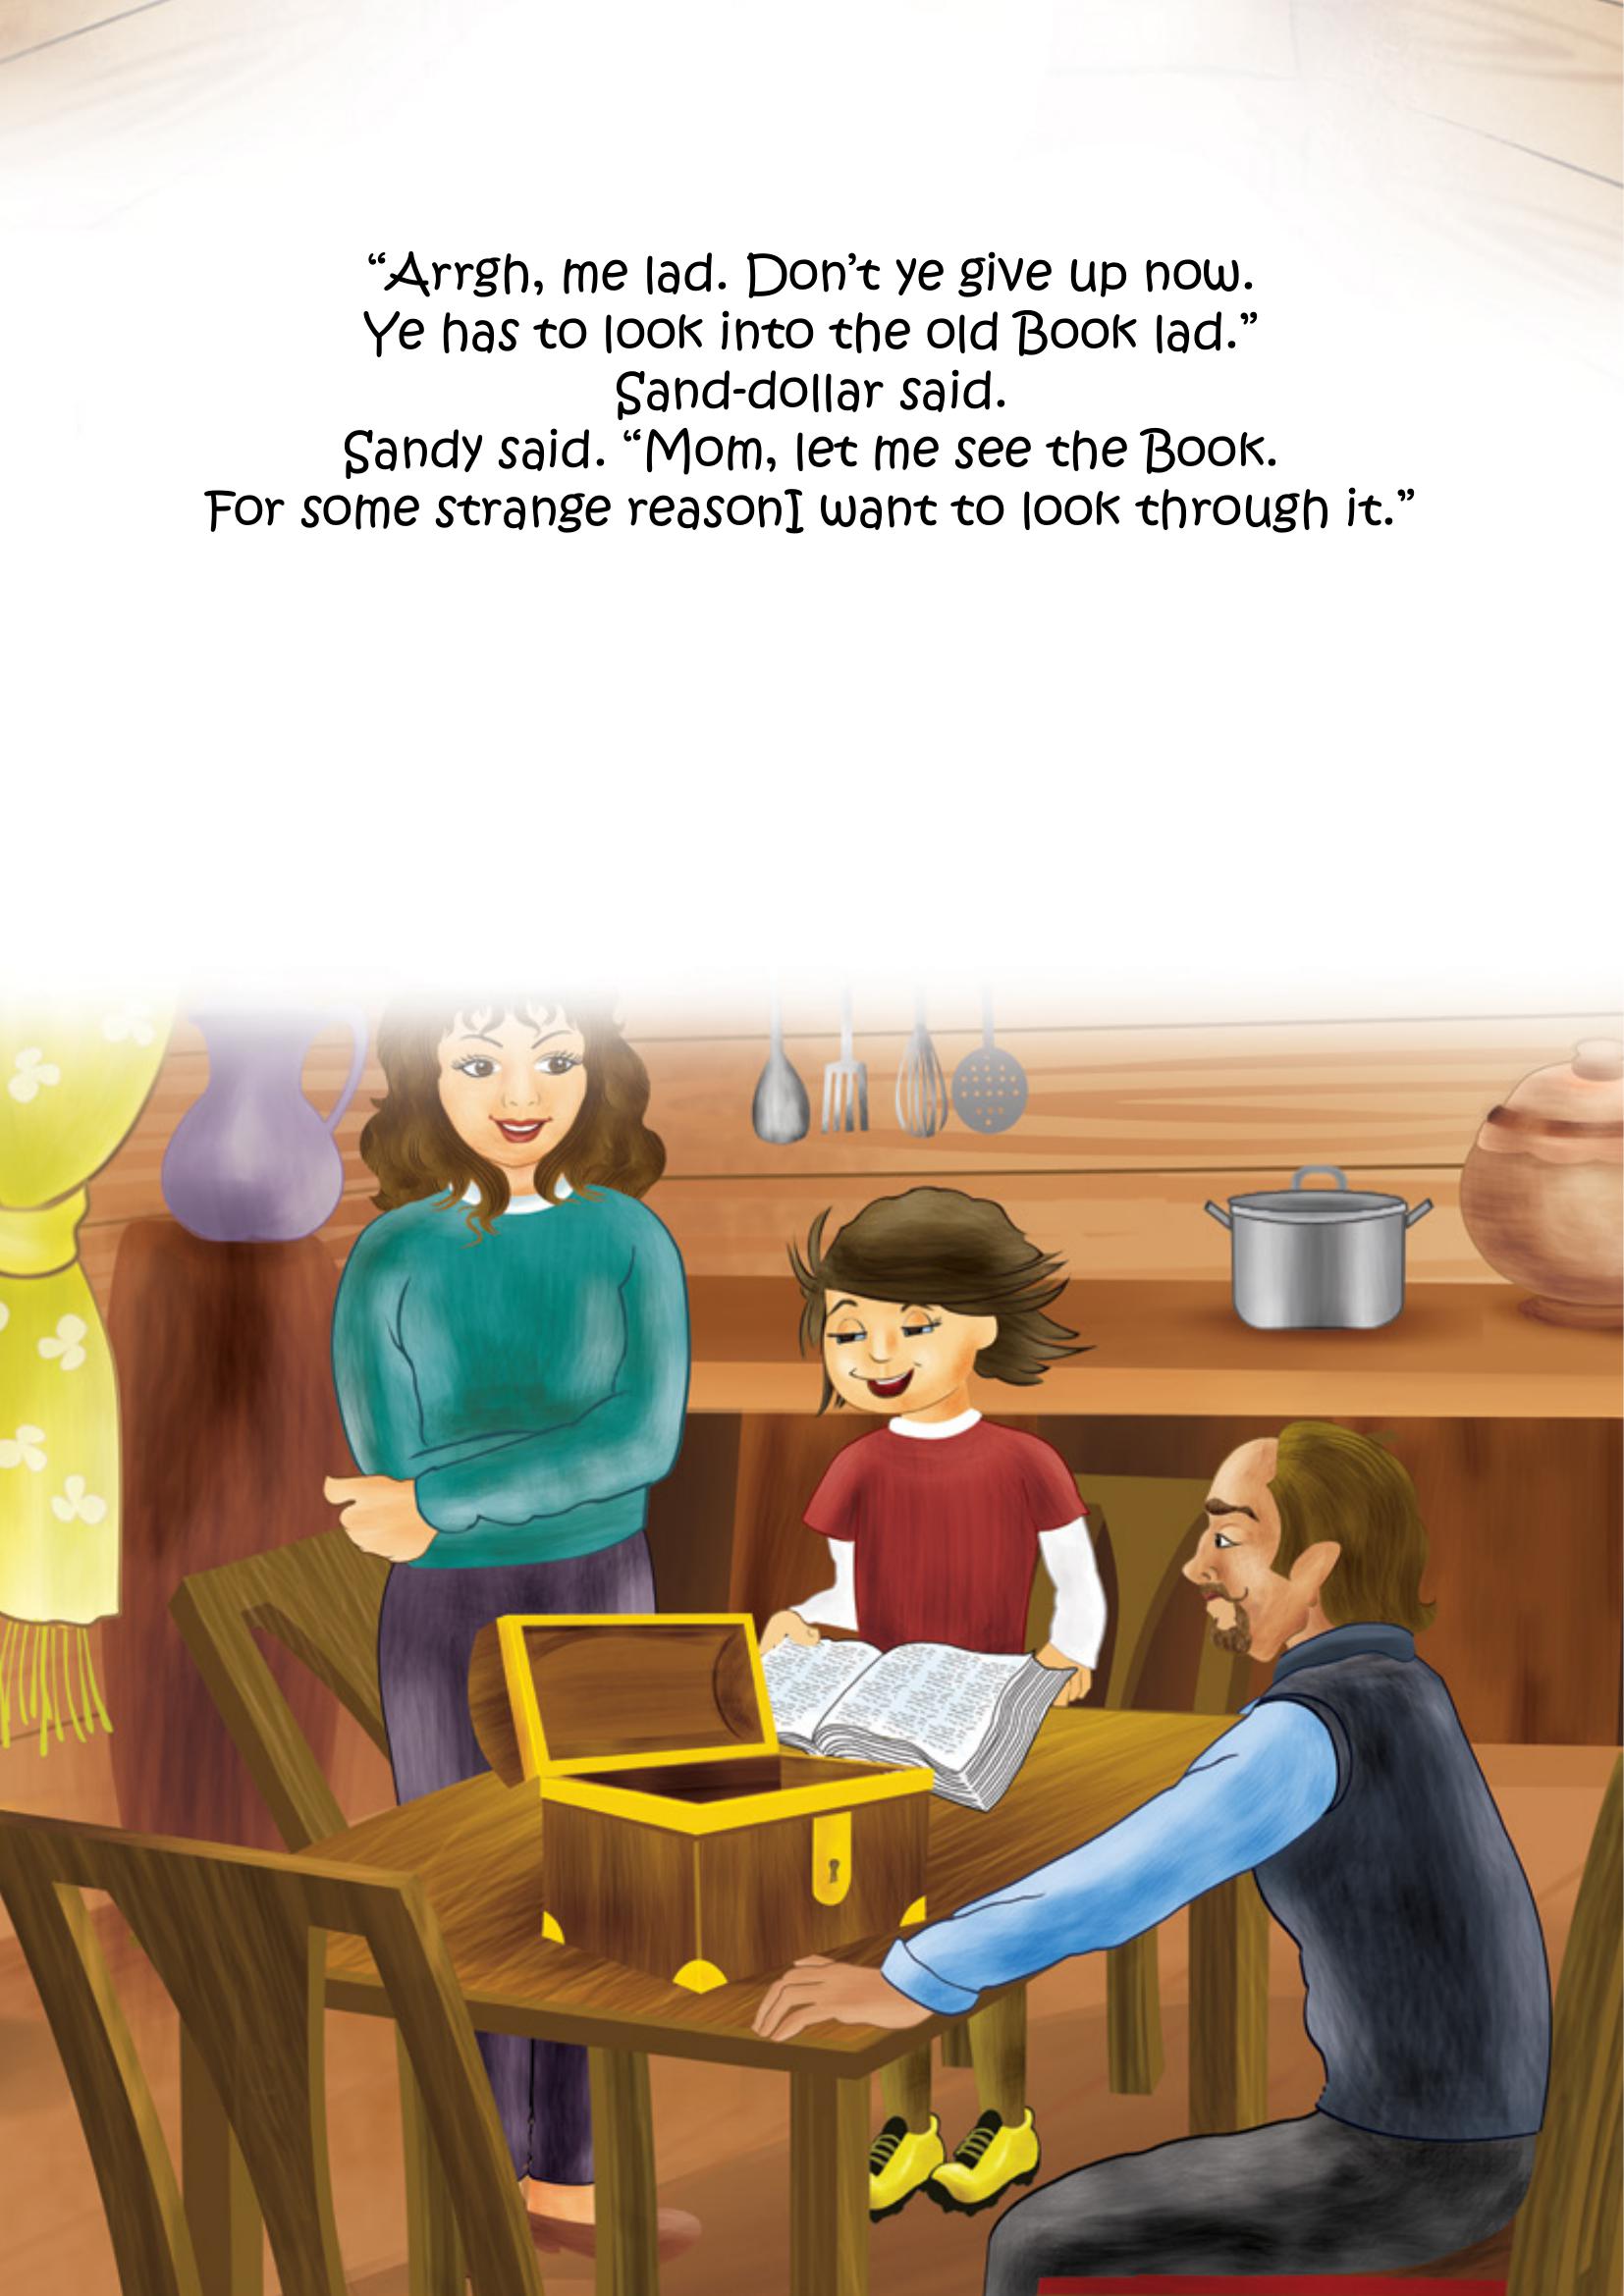 “Arrgh, me lad. Don’t ye give up now.
Ye has to look into the old Book lad.”
Sand-dollar said.
Sandy said. “Mom, let me see the Book.
For some strange reasonI want to look through it.”